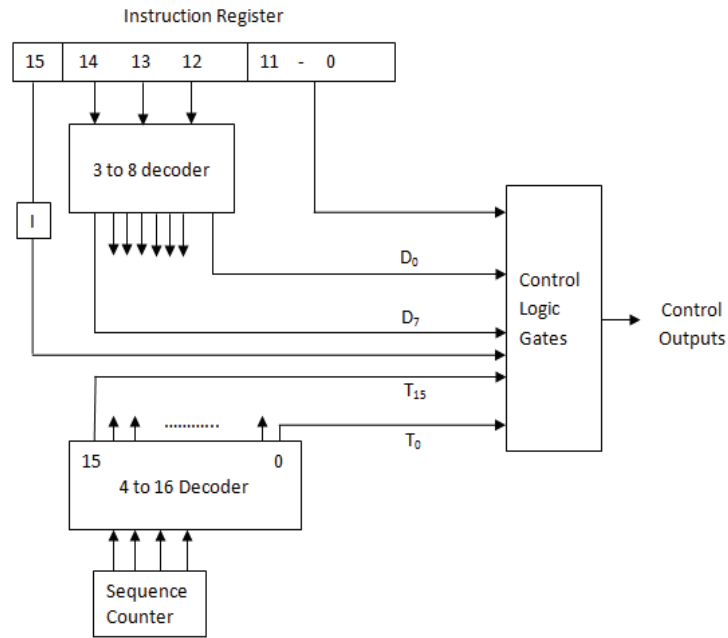 Instruction Register
15 14 13 12 11 - 0
3 to 8 decoder
I
D₀
Control
Logic
Gates
Control
Outputs
D₇
T₁₅
............
T₀
15 0
4 to 16 Decoder
Sequence
Counter